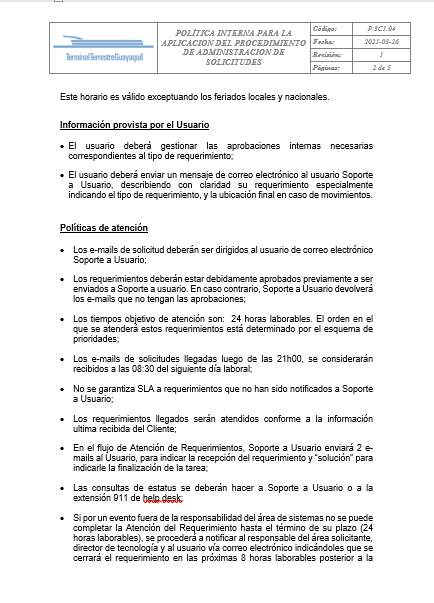 TerminalTerrestreGuayaquil
POLÍTICA INTERNA PARA LA
APLICACION DEL PROCEDIMIENTO
DE ADMINISTRACION DE
SOLICITUDES
Código: P.3C1.04
Fecha: 2021-03-26
Revisión: 1
Páginas: 2 de 5
Este horario es válido exceptuando los feriados locales y nacionales.
Información provista por el Usuario
• El usuario deberá gestionar las aprobaciones internas necesarias
correspondientes al tipo de requerimiento;
• El usuario deberá enviar un mensaje de correo electrónico al usuario Soporte
a Usuario, describiendo con claridad su requerimiento especialmente
indicando el tipo de requerimiento, y la ubicación final en caso de movimientos.
Políticas de atención
• Los e-mails de solicitud deberán ser dirigidos al usuario de correo electrónico
Soporte a Usuario;
• Los requerimientos deberán estar debidamente aprobados previamente a ser
enviados a Soporte a usuario. En caso contrario, Soporte a Usuario devolverá
los e-mails que no tengan las aprobaciones;
• Los tiempos objetivo de atención son: 24 horas laborables. El orden en el
que se atenderá estos requerimientos está determinado por el esquema de
prioridades;
• Los e-mails de solicitudes llegadas luego de las 21h00, se considerarán
recibidos a las 08:30 del siguiente día laboral;
• No se garantiza SLA a requerimientos que no han sido notificados a Soporte
a Usuario;
• Los requerimientos llegados serán atendidos conforme a la información
ultima recibida del Cliente;
• En el flujo de Atención de Requerimientos, Soporte a Usuario enviará 2 e-
mails al Usuario, para indicar la recepción del requerimiento y “solución” para
indicarle la finalización de la tarea;
• Las consultas de estatus se deberán hacer a Soporte a Usuario o a la
extensión 911 de help desk;
• Si por un evento fuera de la responsabilidad del área de sistemas no se puede
completar la Atención del Requerimiento hasta el término de su plazo (24
horas laborables), se procederá a notificar al responsable del área solicitante,
director de tecnología y al usuario vía correo electrónico indicándoles que se
cerrará el requerimiento en las próximas 8 horas laborables posterior a la